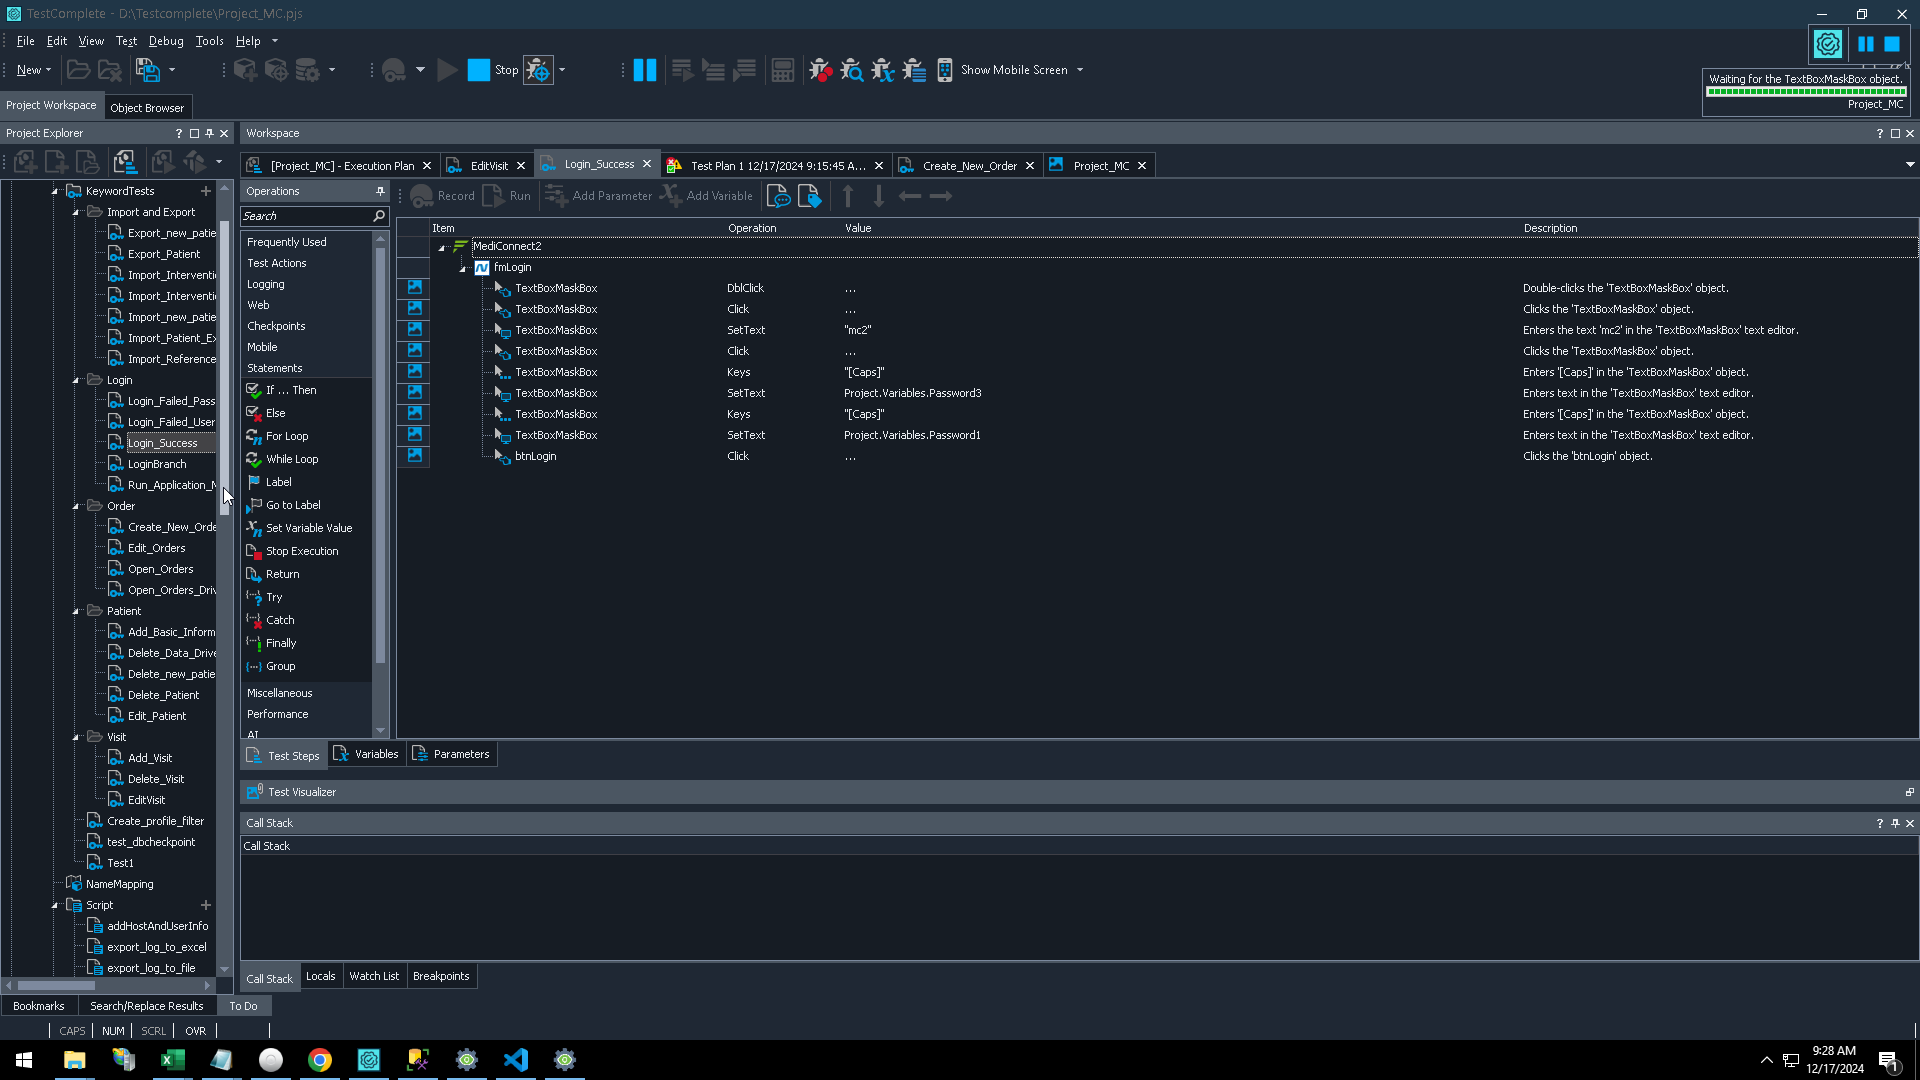 TestComplete - D:\Testcomplete\Project_MC.pjs
File Edit View Test Debug Tools Help
New
Stop
Show Mobile Screen
Waiting for the TextBoxMaskBox object.
Project_MC
Project Workspace
Object Browser
Project Explorer
Workspace
[Project_MC] - Execution Plan
EditVisit
Login_Success
Test Plan 1 12/17/2024 9:15:45 A...
Create_New_Order
Project_MC
KeywordTests
Import and Export
Export_new_patie
Export_Patient
Import_Interventi
Import_Interventi
Import_new_patie
Import_Patient_Ex
Import_Reference
Login
Login_Failed_Pass
Login_Failed_User
Login_Success
LoginBranch
Run_Application_M
Order
Create_New_Orde
Edit_Orders
Open_Orders
Open_Orders_Driv
Patient
Add_Basic_Inform
Delete_Data_Drive
Delete_new_patie
Delete_Patient
Edit_Patient
Visit
Add_Visit
Delete_Visit
EditVisit
Create_profile_filter
test_dbcheckpoint
Test1
NameMapping
Script
addHostAndUserInfo
export_log_to_excel
export_log_to_file
Operations
Search
Frequently Used
Test Actions
Logging
Web
Checkpoints
Mobile
Statements
If ... Then
Else
For Loop
While Loop
Label
Go to Label
Set Variable Value
Stop Execution
Return
Try
Catch
Finally
Group
Miscellaneous
Performance
AI
Record
Run
Add Parameter
Add Variable
Item Operation Value Description
MediConnect2
fmLogin
TextBoxMaskBox DblClick ... Double-clicks the 'TextBoxMaskBox' object.
TextBoxMaskBox Click ... Clicks the 'TextBoxMaskBox' object.
TextBoxMaskBox SetText "mc2" Enters the text 'mc2' in the 'TextBoxMaskBox' text editor.
TextBoxMaskBox Click ... Clicks the 'TextBoxMaskBox' object.
TextBoxMaskBox Keys "[Caps]" Enters '[Caps]' in the 'TextBoxMaskBox' object.
TextBoxMaskBox SetText Project.Variables.Password3 Enters text in the 'TextBoxMaskBox' text editor.
TextBoxMaskBox Keys "[Caps]" Enters '[Caps]' in the 'TextBoxMaskBox' object.
TextBoxMaskBox SetText Project.Variables.Password1 Enters text in the 'TextBoxMaskBox' text editor.
btnLogin Click ... Clicks the 'btnLogin' object.
Test Steps
Variables
Parameters
Test Visualizer
Call Stack
Call Stack
Call Stack
Locals
Watch List
Breakpoints
Bookmarks
Search/Replace Results
To Do
CAPS NUM SCRL OVR
9:28 AM
12/17/2024
1